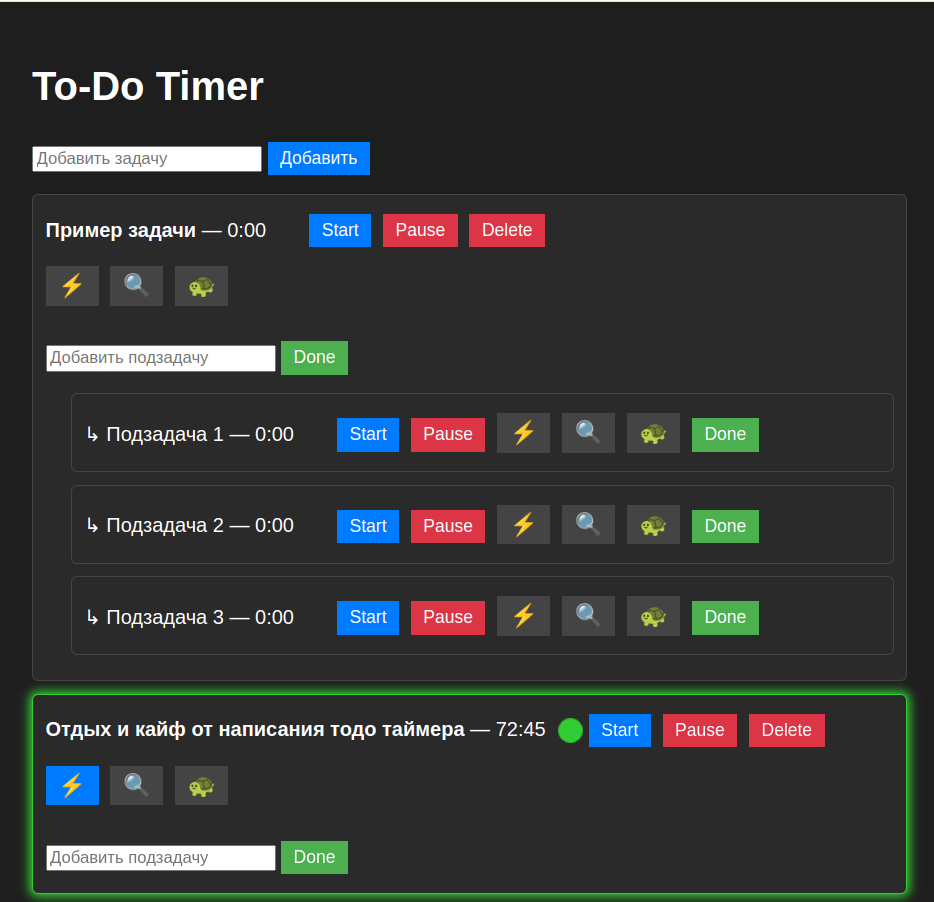 To-Do Timer
Добавить задачу Добавить
Пример задачи — 0:00 Start Pause Delete
Добавить подзадачу Done
↳ Подзадача 1 — 0:00 Start Pause Done
↳ Подзадача 2 — 0:00 Start Pause Done
↳ Подзадача 3 — 0:00 Start Pause Done
Отдых и кайф от написания тодо таймера — 72:45 Start Pause Delete
Добавить подзадачу Done